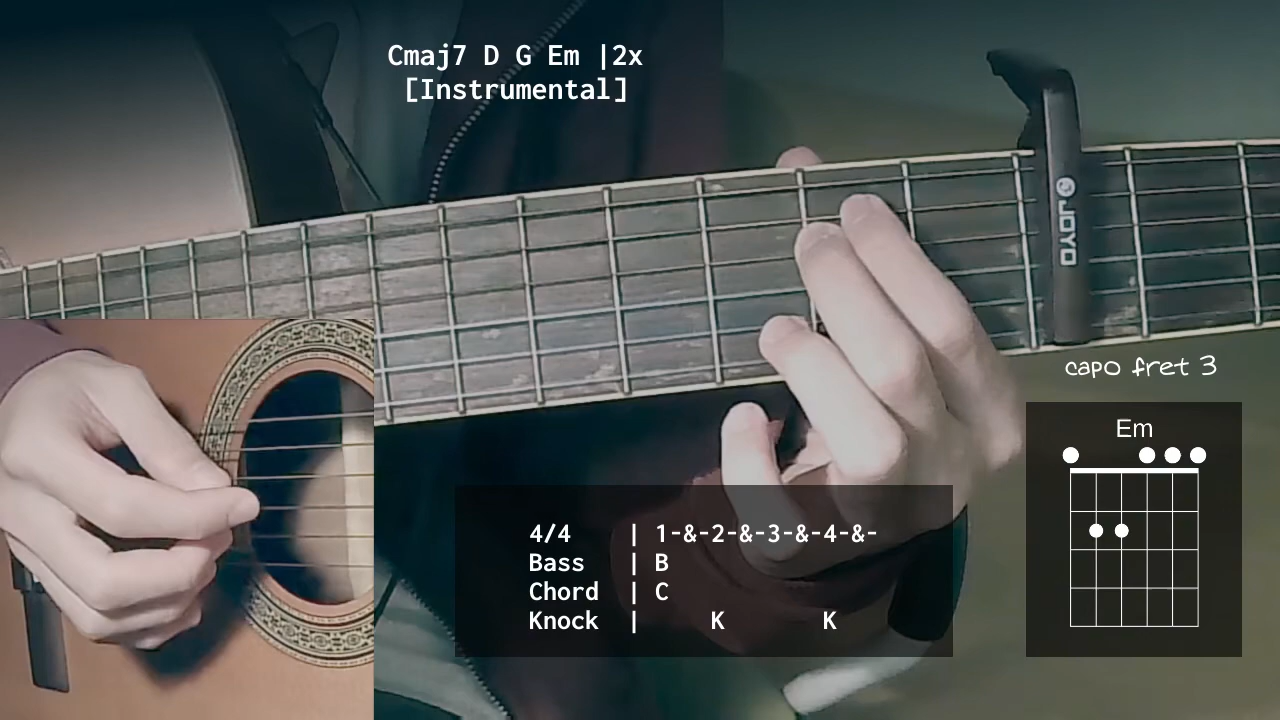 Cmaj7 D G Em |2x
[Instrumental]
JOYO
capo fret 3
Em
4/4 | 1-&-2-&-3-&-4-&-
Bass | B
Chord | C
Knock | K K